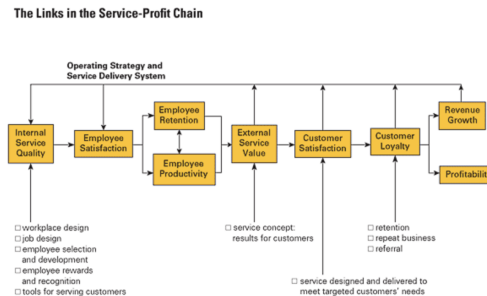 The Links in the Service-Profit Chain
Operating Strategy and
Service Delivery System
Internal
Service
Quality
Employee
Satisfaction
Employee
Retention
Employee
Productivity
External
Service
Value
Customer
Satisfaction
Customer
Loyalty
Revenue
Growth
Profitabilit
□ workplace design
□ job design
□ employee selection
and development
□ employee rewards
and recognition
□ tools for serving customers
□ service concept:
results for customers
□ service designed and delivered to
meet targeted customers' needs
□ retention
□ repeat business
□ referral